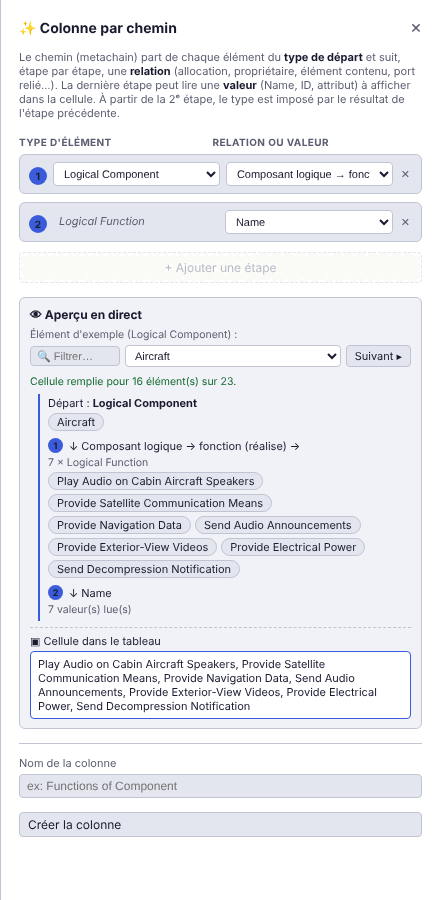 ✨ Colonne par chemin ✕
Le chemin (metachain) part de chaque élément du type de départ et suit,
étape par étape, une relation (allocation, propriétaire, élément contenu, port
relié…). La dernière étape peut lire une valeur (Name, ID, attribut) à afficher
dans la cellule. À partir de la 2ᵉ étape, le type est imposé par le résultat de
l'étape précédente.
TYPE D'ÉLÉMENT RELATION OU VALEUR
1 Logical Component Composant logique → fonc ✕
2 Logical Function Name ✕
+ Ajouter une étape
👁 Aperçu en direct
Élément d'exemple (Logical Component) :
🔍 Filtrer… Aircraft Suivant ▸
Cellule remplie pour 16 élément(s) sur 23.
Départ : Logical Component
Aircraft
1 ↓ Composant logique → fonction (réalise) →
7 × Logical Function
Play Audio on Cabin Aircraft Speakers
Provide Satellite Communication Means
Provide Navigation Data Send Audio Announcements
Provide Exterior-View Videos Provide Electrical Power
Send Decompression Notification
2 ↓ Name
7 valeur(s) lue(s)
▣ Cellule dans le tableau
Play Audio on Cabin Aircraft Speakers, Provide Satellite
Communication Means, Provide Navigation Data, Send Audio
Announcements, Provide Exterior-View Videos, Provide Electrical
Power, Send Decompression Notification
Nom de la colonne
ex: Functions of Component
Créer la colonne